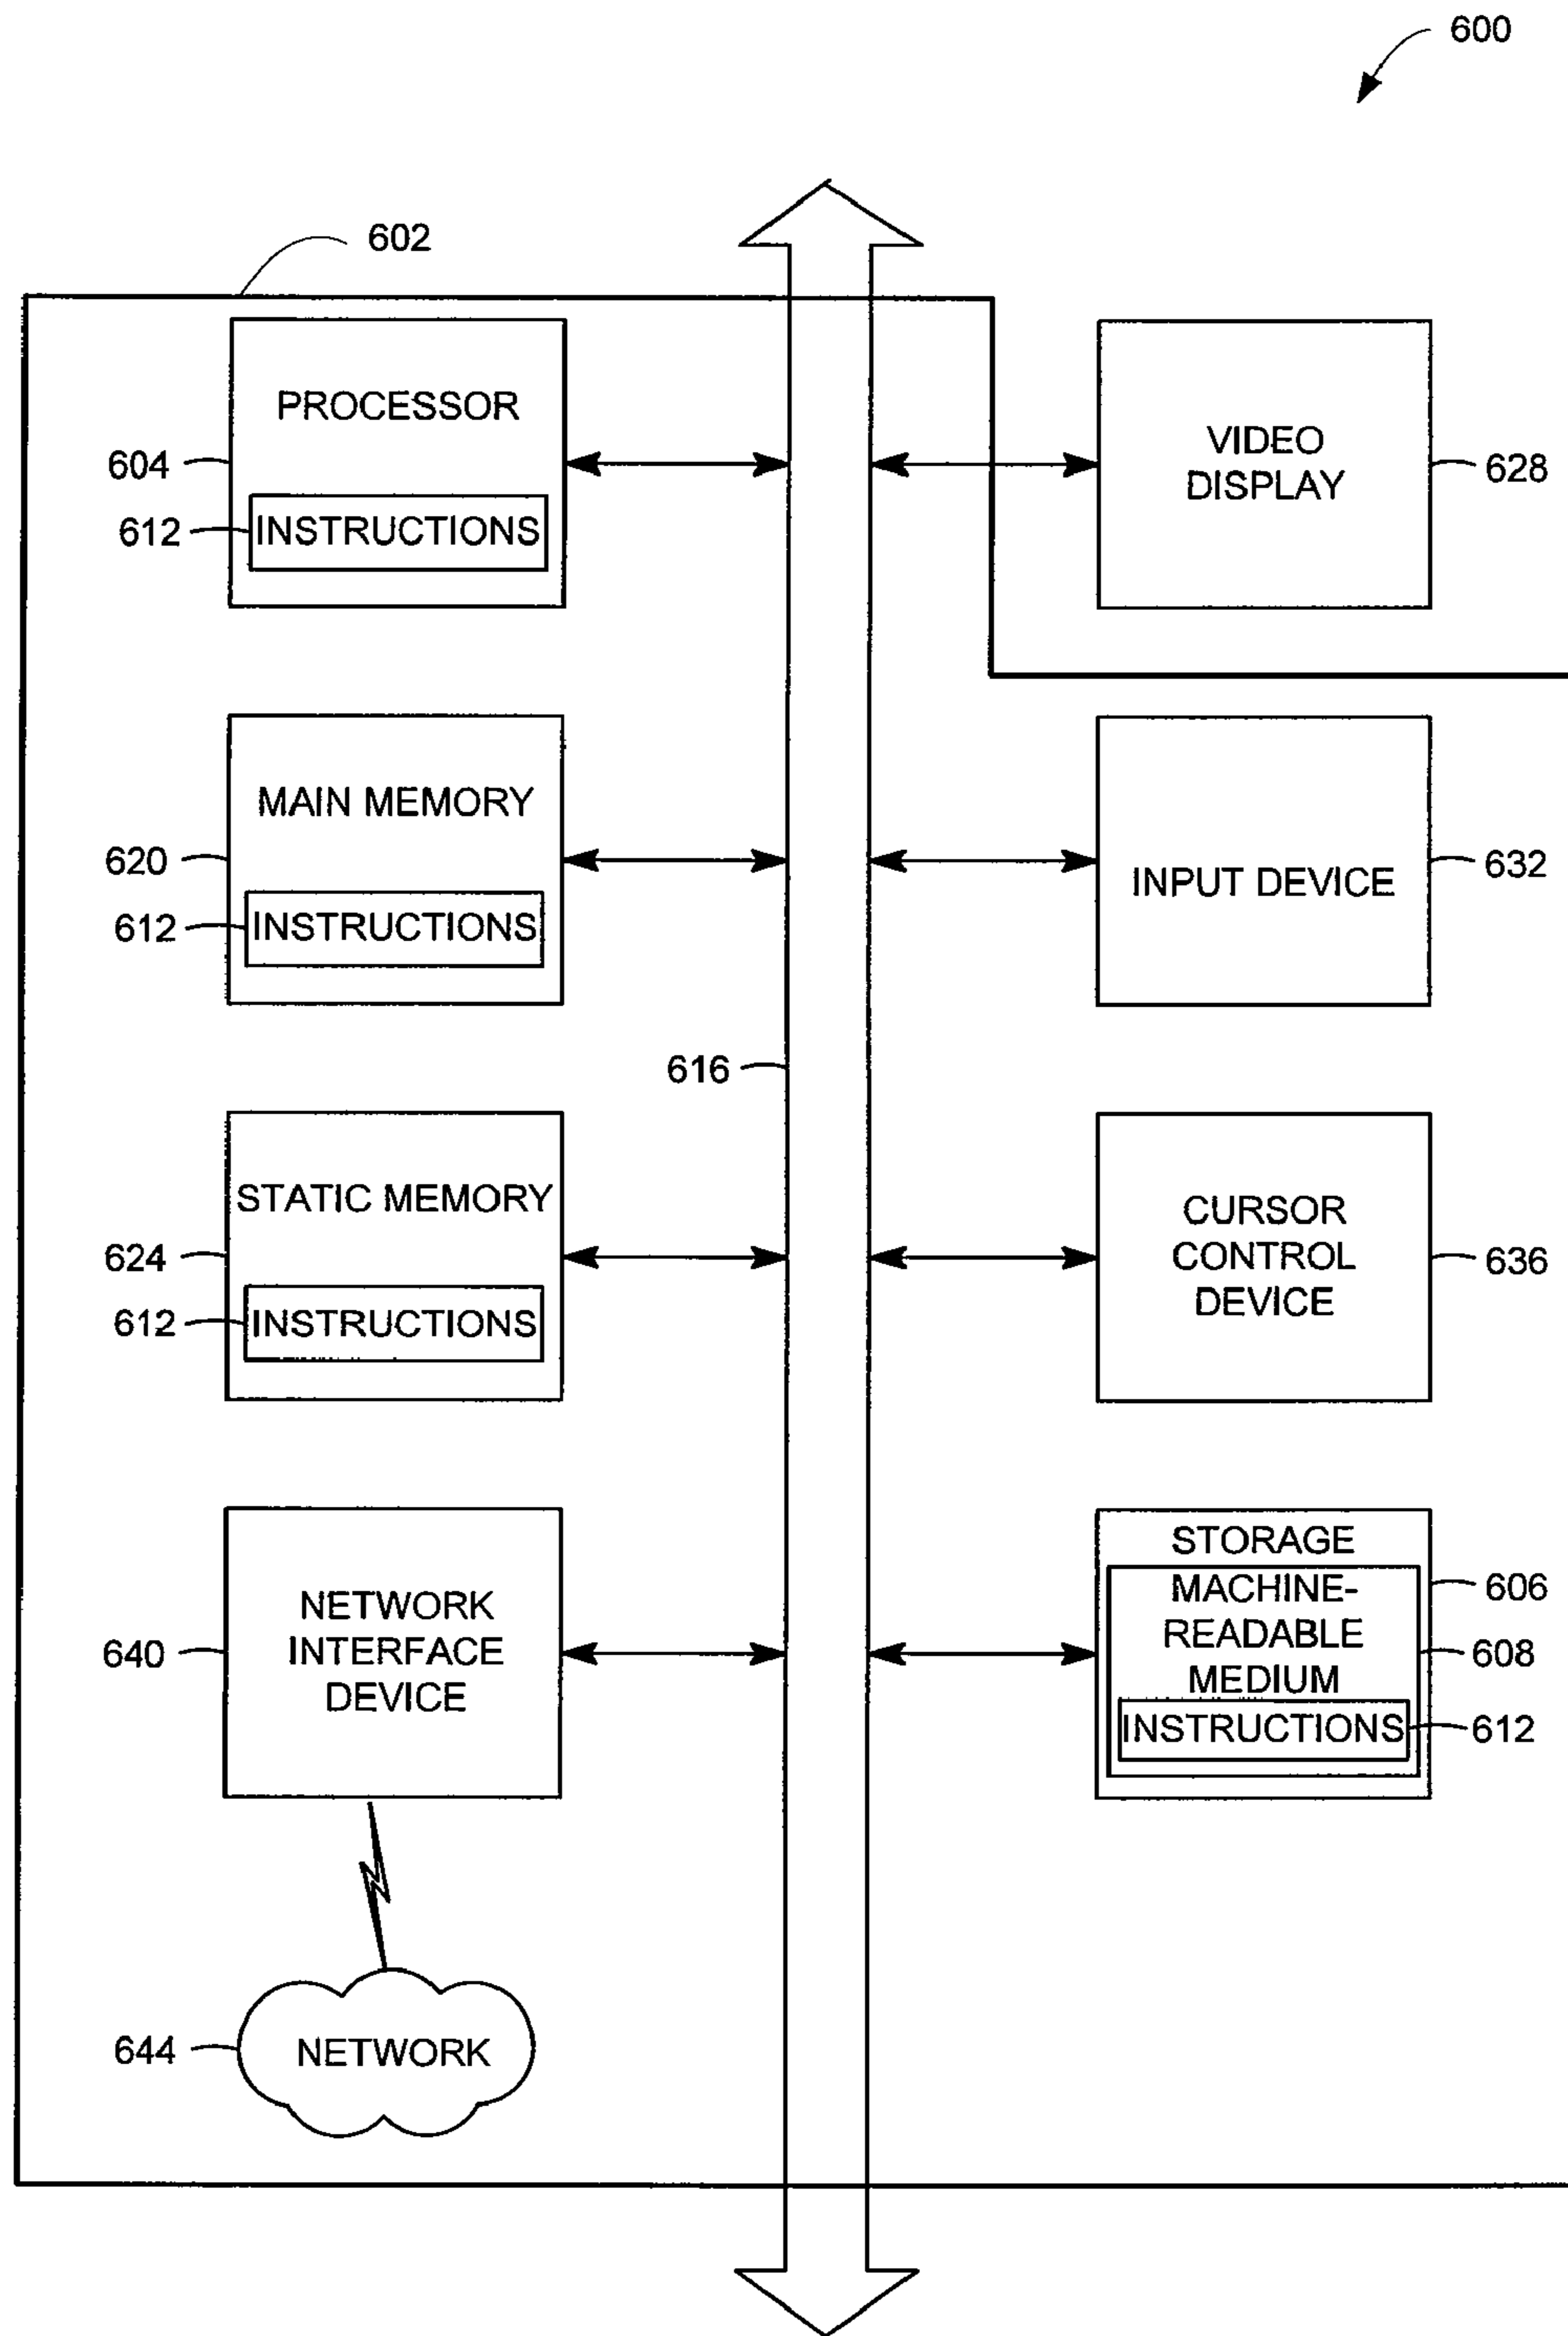 600
602
PROCESSOR
604
612
INSTRUCTIONS
VIDEO
DISPLAY
628
MAIN MEMORY
620
612
INSTRUCTIONS
INPUT DEVICE
632
616
STATIC MEMORY
624
612
INSTRUCTIONS
CURSOR
CONTROL
DEVICE
636
NETWORK
INTERFACE
DEVICE
640
STORAGE
606
MACHINE-
READABLE
MEDIUM
608
INSTRUCTIONS
612
644
NETWORK